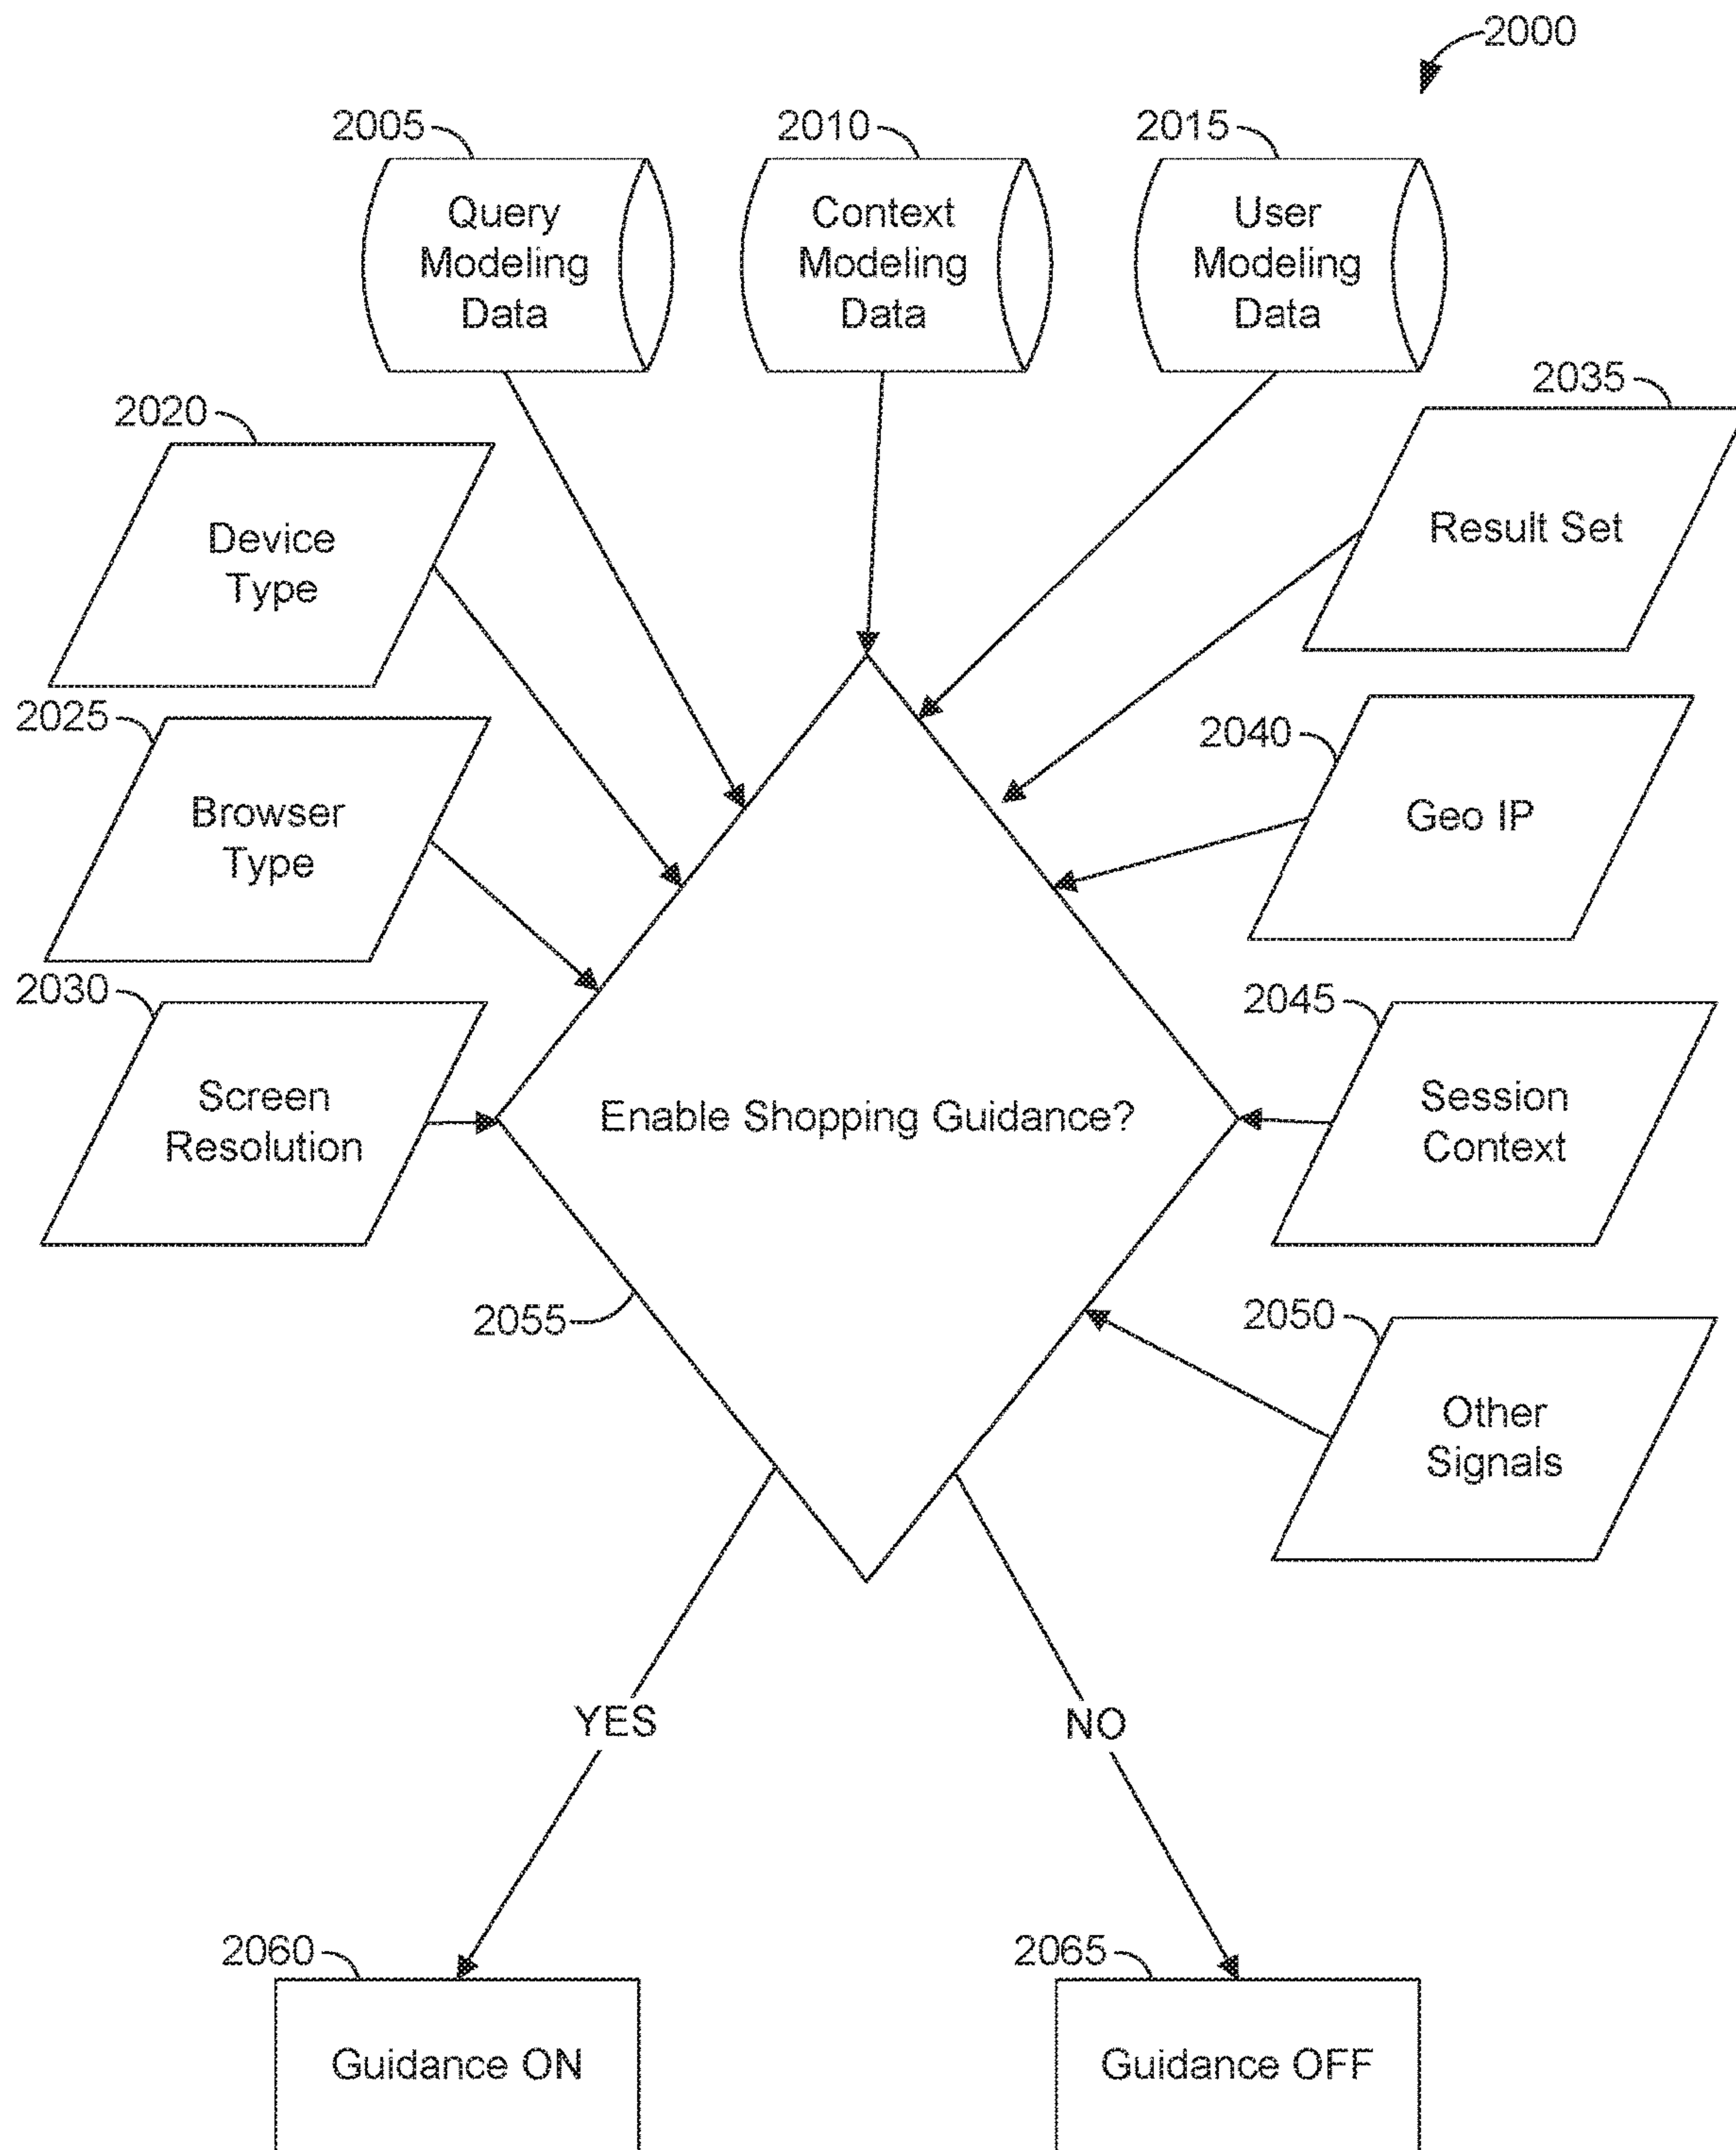 2000
2005
2010
2015
Query
Modeling
Data
Context
Modeling
Data
User
Modeling
Data
2020
Device
Type
2035
Result Set
2025
Browser
Type
2040
Geo IP
2030
Screen
Resolution
Enable Shopping Guidance?
2045
Session
Context
2055
2050
Other
Signals
YES
NO
2060
Guidance ON
2065
Guidance OFF